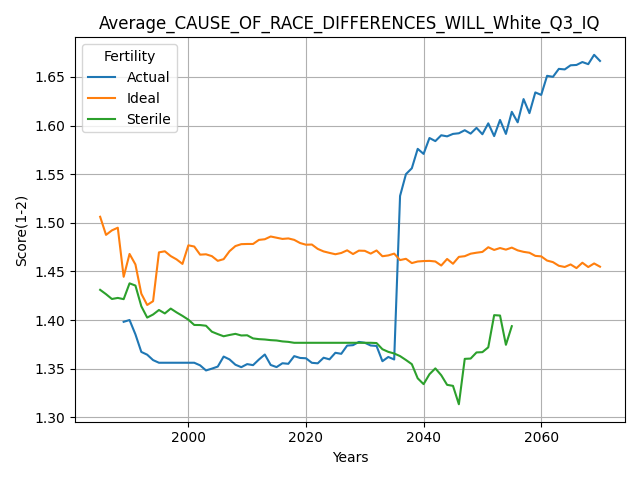 Average_CAUSE_OF_RACE_DIFFERENCES_WILL_White_Q3_IQ
Fertility
Actual
Ideal
Sterile
Score(1-2)
1.65
1.60
1.55
1.50
1.45
1.40
1.35
1.30
2000 2020 2040 2060
Years